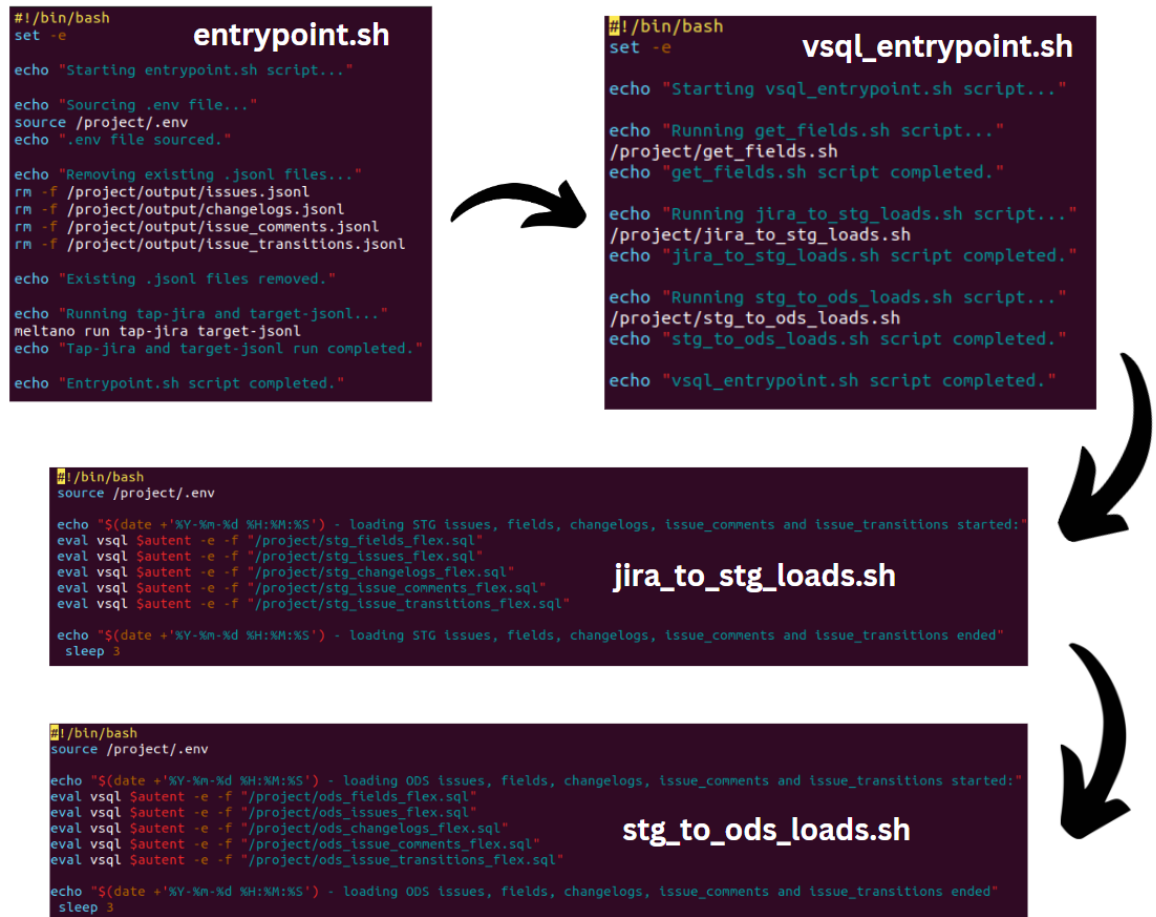 #!/bin/bash
set -e
entrypoint.sh
echo "Starting entrypoint.sh script..."
echo "Sourcing .env file..."
source /project/.env
echo ".env file sourced."
echo "Removing existing .jsonl files..."
rm -f /project/output/issues.jsonl
rm -f /project/output/changelogs.jsonl
rm -f /project/output/issue_comments.jsonl
rm -f /project/output/issue_transitions.jsonl
echo "Existing .jsonl files removed."
echo "Running tap-jira and target-jsonl..."
meltano run tap-jira target-jsonl
echo "Tap-jira and target-jsonl run completed."
echo "Entrypoint.sh script completed."
#!/bin/bash
set -e
vsql_entrypoint.sh
echo "Starting vsql_entrypoint.sh script..."
echo "Running get_fields.sh script..."
/project/get_fields.sh
echo "get_fields.sh script completed."
echo "Running jira_to_stg_loads.sh script..."
/project/jira_to_stg_loads.sh
echo "jira_to_stg_loads.sh script completed."
echo "Running stg_to_ods_loads.sh script..."
/project/stg_to_ods_loads.sh
echo "stg_to_ods_loads.sh script completed."
echo "vsql_entrypoint.sh script completed."
#!/bin/bash
source /project/.env
echo "$(date +'%Y-%m-%d %H:%M:%S') - loading STG issues, fields, changelogs, issue_comments and issue_transitions started:"
eval vsql $autent -e -f "/project/stg_fields_flex.sql"
eval vsql $autent -e -f "/project/stg_issues_flex.sql"
eval vsql $autent -e -f "/project/stg_changelogs_flex.sql"
eval vsql $autent -e -f "/project/stg_issue_comments_flex.sql"
eval vsql $autent -e -f "/project/stg_issue_transitions_flex.sql"
jira_to_stg_loads.sh
echo "$(date +'%Y-%m-%d %H:%M:%S') - loading STG issues, fields, changelogs, issue_comments and issue_transitions ended"
sleep 3
#!/bin/bash
source /project/.env
echo "$(date +'%Y-%m-%d %H:%M:%S') - loading ODS issues, fields, changelogs, issue_comments and issue_transitions started:"
eval vsql $autent -e -f "/project/ods_fields_flex.sql"
eval vsql $autent -e -f "/project/ods_issues_flex.sql"
eval vsql $autent -e -f "/project/ods_changelogs_flex.sql"
eval vsql $autent -e -f "/project/ods_issue_comments_flex.sql"
eval vsql $autent -e -f "/project/ods_issue_transitions_flex.sql"
stg_to_ods_loads.sh
echo "$(date +'%Y-%m-%d %H:%M:%S') - loading ODS issues, fields, changelogs, issue_comments and issue_transitions ended"
sleep 3